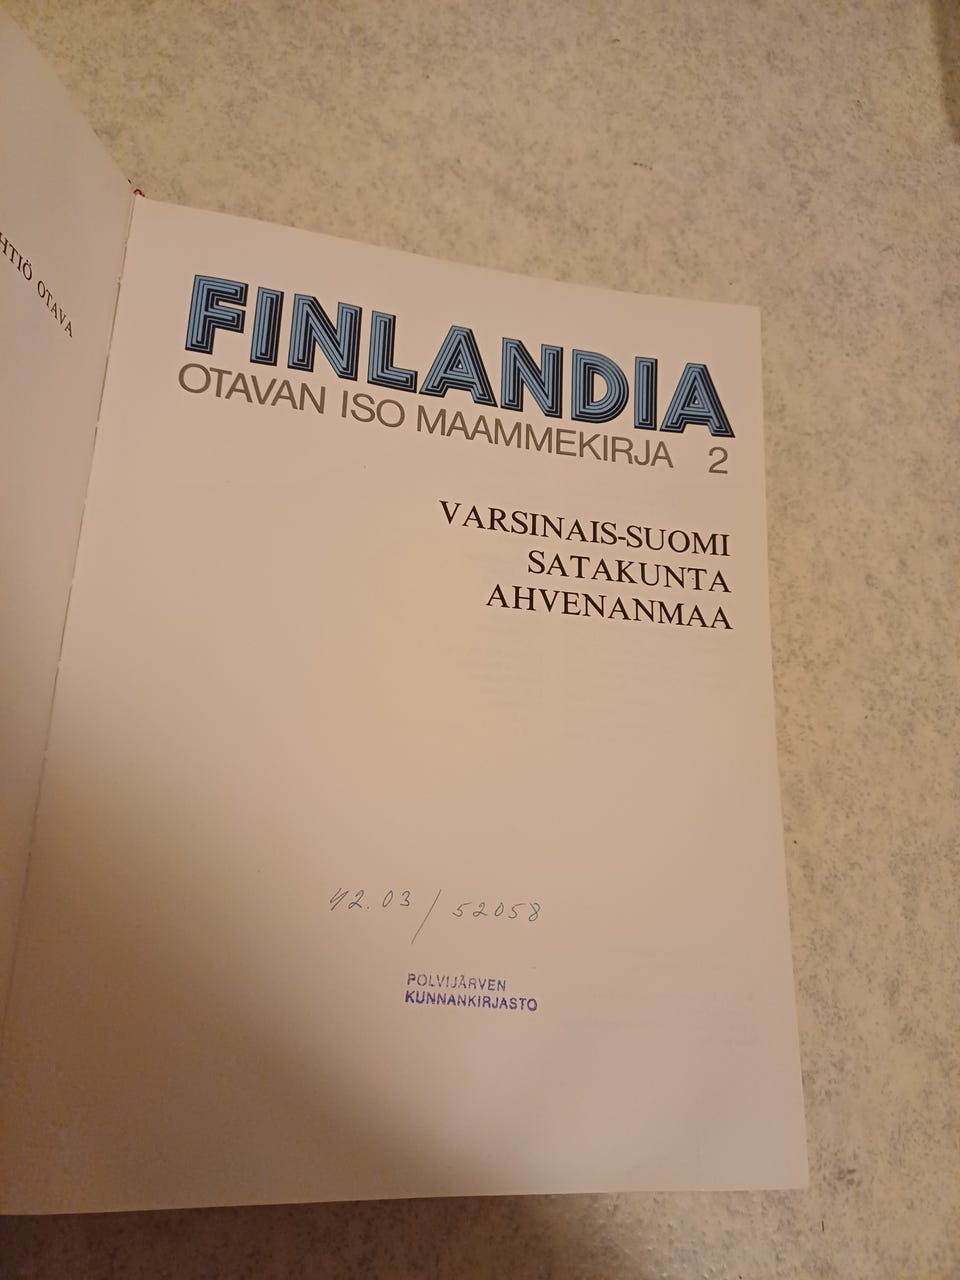 HTIÖ OTAVA
FINLANDIA
OTAVAN ISO MAAMMEKIRJA 2
VARSINAIS-SUOMI
SATAKUNTA
AHVENANMAA
42.03 / 52058
POLVIJÄRVEN
KUNNANKIRJASTO